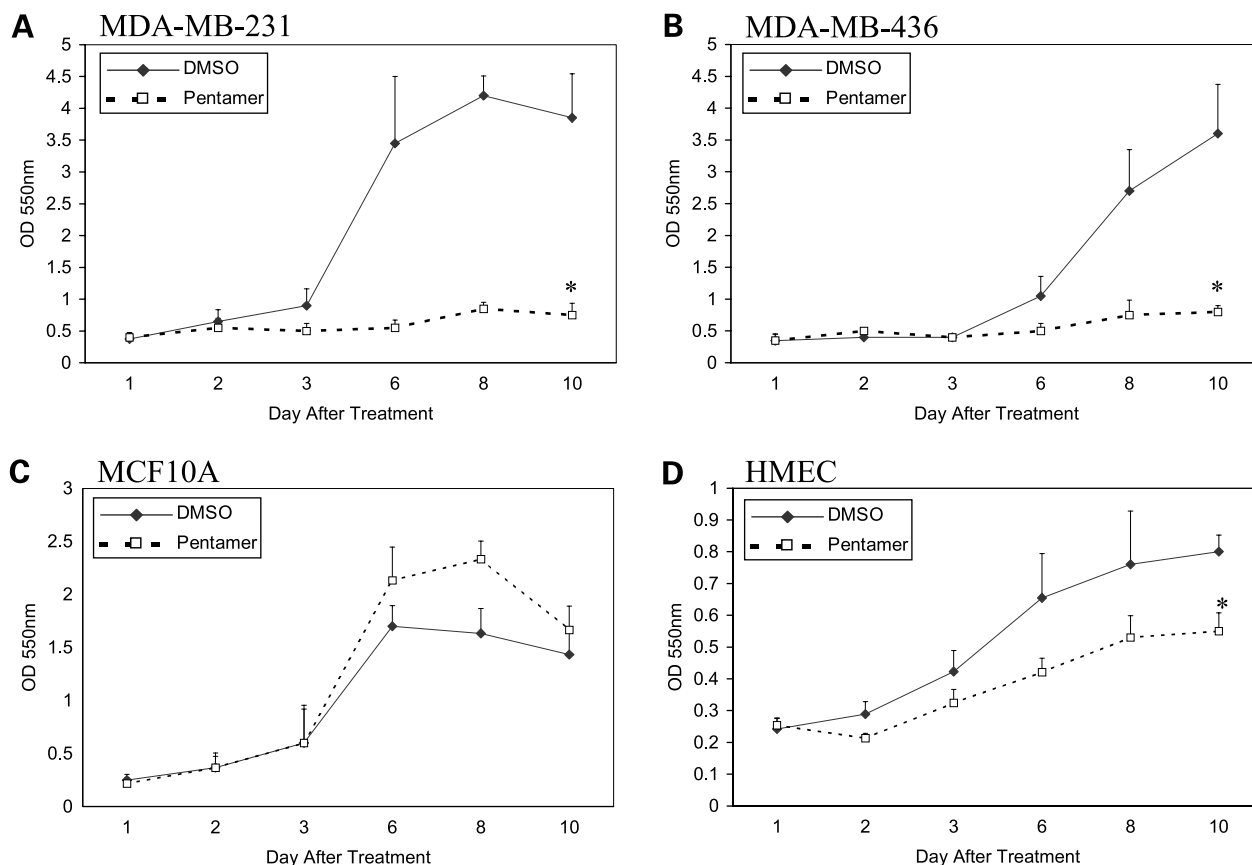 A MDA-MB-231
5
4.5
4
3.5
3
2.5
2
1.5
1
0.5
0
OD 550nm
DMSO
Pentamer
*
1 2 3 6 8 10
Day After Treatment
B MDA-MB-436
5
4.5
4
3.5
3
2.5
2
1.5
1
0.5
0
OD 550nm
DMSO
Pentamer
*
1 2 3 6 8 10
Day After Treatment
C MCF10A
3
2.5
2
1.5
1
0.5
0
OD 550nm
DMSO
Pentamer
1 2 3 6 8 10
Day After Treatment
D HMEC
1
0.9
0.8
0.7
0.6
0.5
0.4
0.3
0.2
0.1
0
OD 550nm
DMSO
Pentamer
*
1 2 3 6 8 10
Day After Treatment